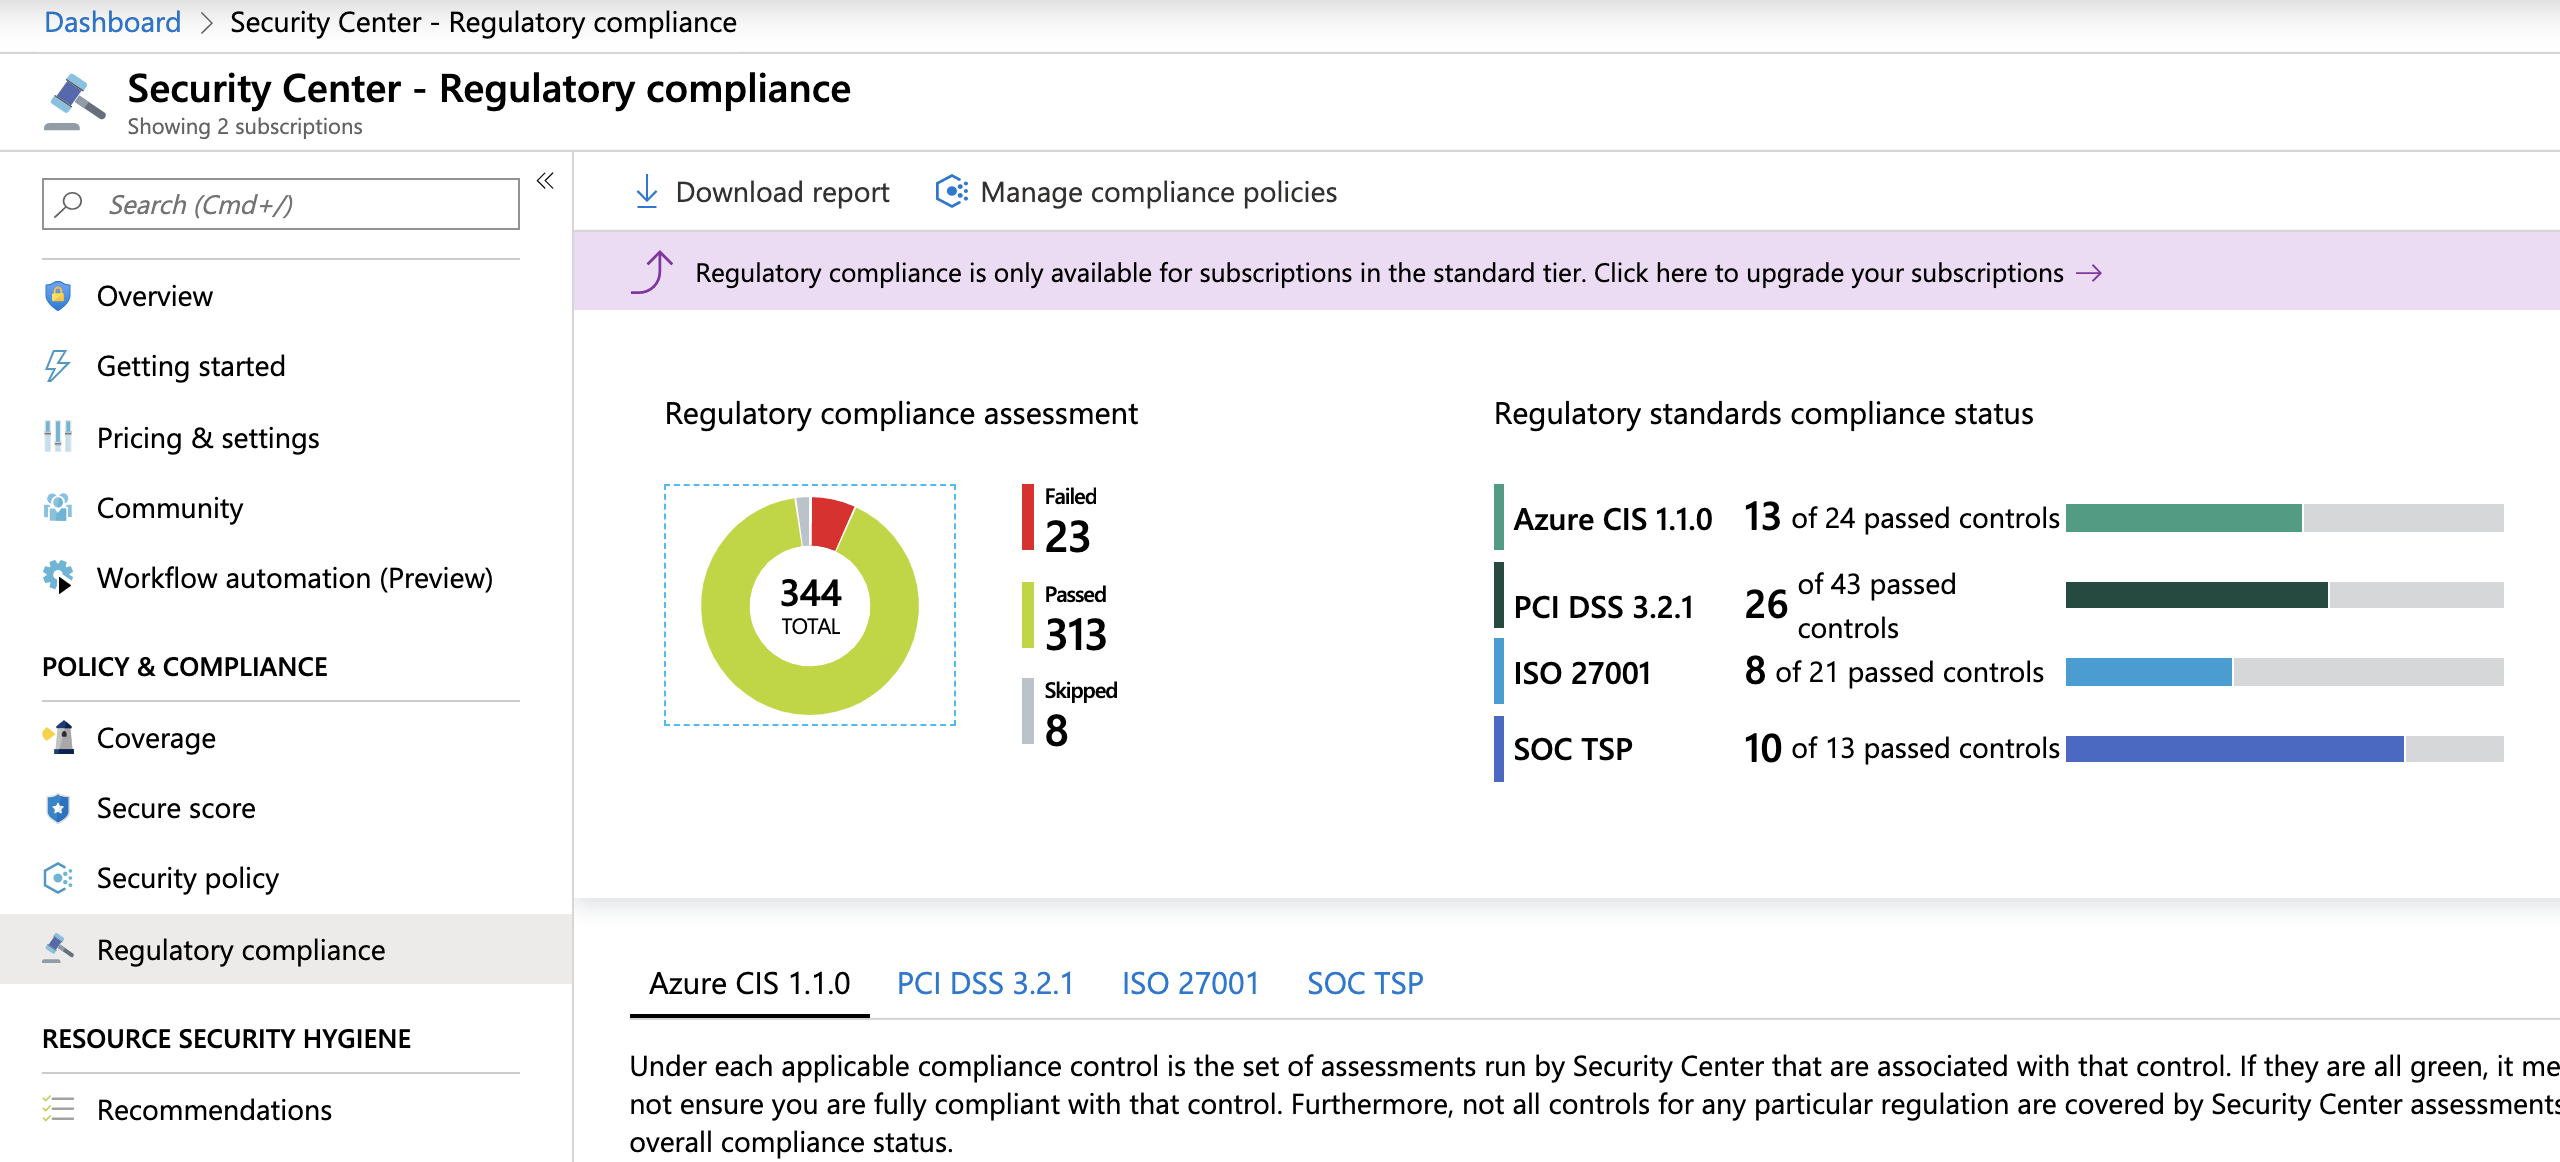 Dashboard > Security Center - Regulatory compliance
Security Center - Regulatory compliance
Showing 2 subscriptions
Search (Cmd+/)
«
Overview
Getting started
Pricing & settings
Community
Workflow automation (Preview)
POLICY & COMPLIANCE
Coverage
Secure score
Security policy
Regulatory compliance
RESOURCE SECURITY HYGIENE
Recommendations
Download report Manage compliance policies
Regulatory compliance is only available for subscriptions in the standard tier. Click here to upgrade your subscriptions →
Regulatory compliance assessment
344
TOTAL
Failed
23
Passed
313
Skipped
8
Regulatory standards compliance status
Azure CIS 1.1.0 13 of 24 passed controls
PCI DSS 3.2.1 26 of 43 passed
controls
ISO 27001 8 of 21 passed controls
SOC TSP 10 of 13 passed controls
Azure CIS 1.1.0 PCI DSS 3.2.1 ISO 27001 SOC TSP
Under each applicable compliance control is the set of assessments run by Security Center that are associated with that control. If they are all green, it me
not ensure you are fully compliant with that control. Furthermore, not all controls for any particular regulation are covered by Security Center assessments
overall compliance status.